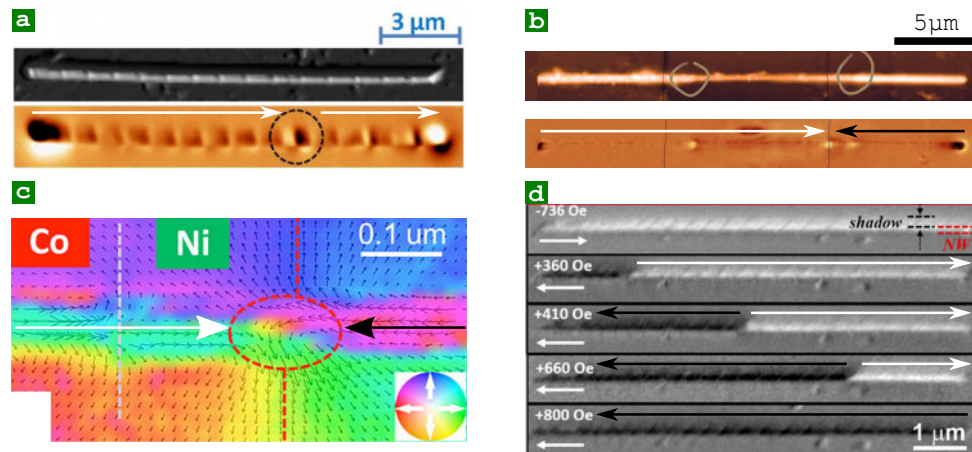 a
3 μm
b
5μm
c
Co
Ni
0.1 um
d
-736 Oe
shadow
NW
+360 Oe
+410 Oe
+660 Oe
+800 Oe
1 μm